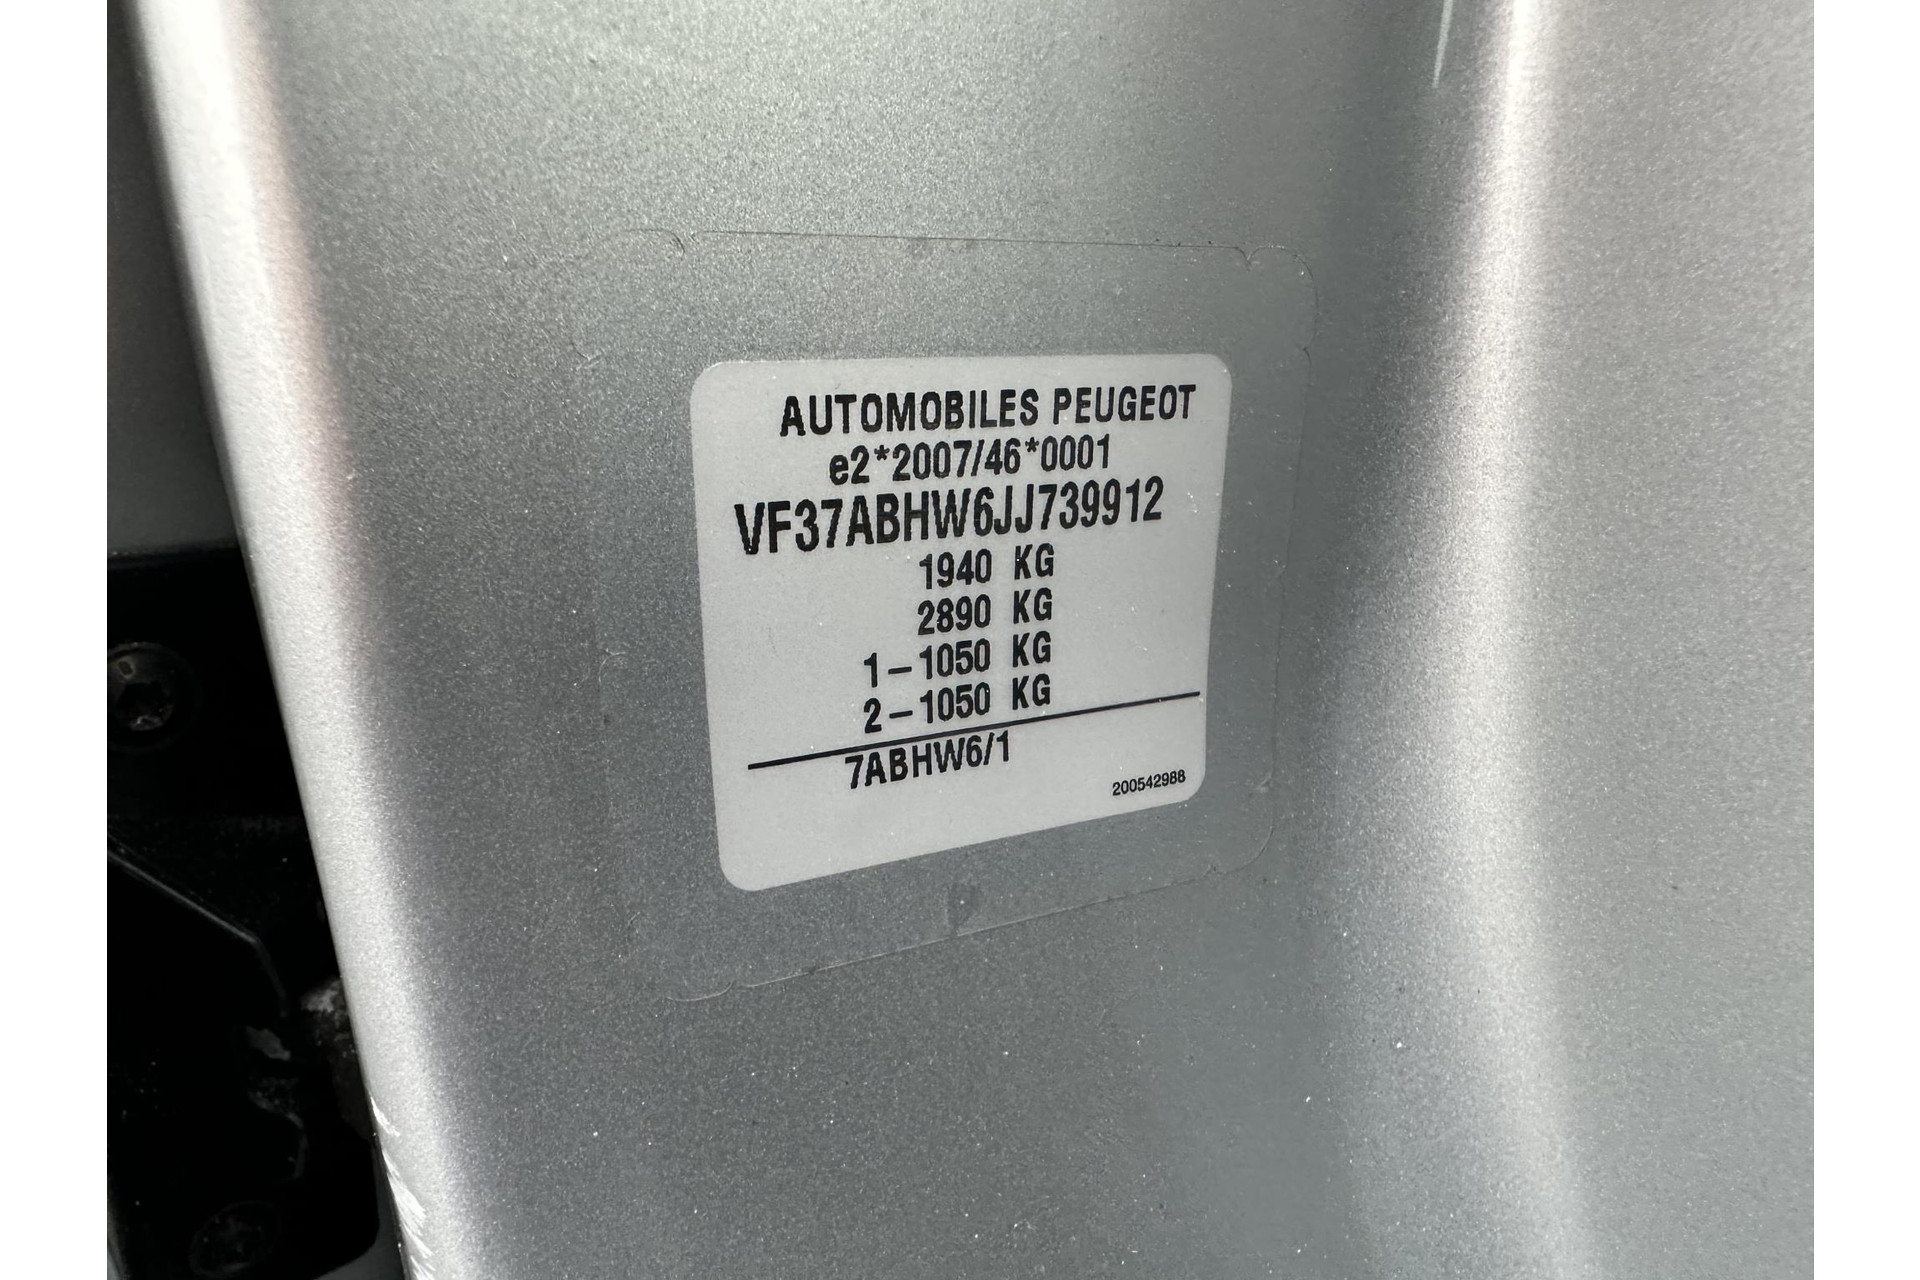 AUTOMOBILES PEUGEOT
e2*2007/46*0001
VF37ABHW6JJ739912
1940 KG
2890 KG
1-1050 KG
2-1050 KG
7ABHW6/1
200542988